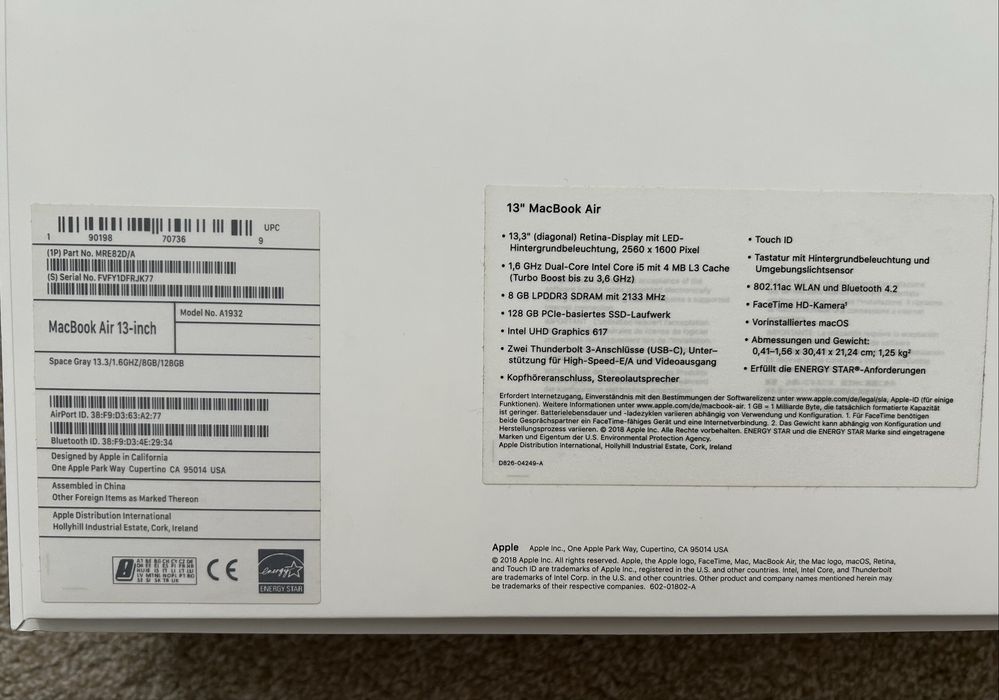 UPC
1 90198 70736 9
(1P) Part No. MRE82D/A
(S) Serial No. FVFY1DFRJK77
MacBook Air 13-inch
Model No. A1932
Space Gray 13.3/1.6GHZ/8GB/128GB
AirPort ID. 38:F9:D3:63:A2:77
Bluetooth ID. 38:F9:D3:4E:29:34
Designed by Apple in California
One Apple Park Way Cupertino CA 95014 USA
Assembled in China
Other Foreign Items as Marked Thereon
Apple Distribution International
Hollyhill Industrial Estate, Cork, Ireland
CE
energy
ENERGY STAR
13" MacBook Air
• 13,3" (diagonal) Retina-Display mit LED-
Hintergrundbeleuchtung, 2560 x 1600 Pixel
• 1,6 GHz Dual-Core Intel Core i5 mit 4 MB L3 Cache
(Turbo Boost bis zu 3,6 GHz)
• 8 GB LPDDR3 SDRAM mit 2133 MHz
• 128 GB PCIe-basiertes SSD-Laufwerk
• Intel UHD Graphics 617
• Zwei Thunderbolt 3-Anschlüsse (USB-C), Unter-
stützung für High-Speed-E/A und Videoausgang
• Kopfhöreranschluss, Stereolautsprecher
• Touch ID
• Tastatur mit Hintergrundbeleuchtung und
Umgebungslichtsensor
• 802.11ac WLAN und Bluetooth 4.2
• FaceTime HD-Kamera¹
• Vorinstalliertes macOS
• Abmessungen und Gewicht:
0,41–1,56 x 30,41 x 21,24 cm; 1,25 kg²
• Erfüllt die ENERGY STAR®-Anforderungen
Erfordert Internetzugang, Einverständnis mit den Bestimmungen der Softwarelizenz unter www.apple.com/de/legal/sla, Apple-ID (für einige
Funktionen). Weitere Informationen unter www.apple.com/de/macbook-air. 1 GB = 1 Milliarde Byte, die tatsächlich formatierte Kapazität
ist geringer. Batterielebensdauer und -ladezyklen variieren abhängig von Verwendung und Konfiguration. 1. Für FaceTime benötigen
beide Gesprächspartner ein FaceTime-fähiges Gerät und eine Internetverbindung. 2. Das Gewicht kann abhängig von Konfiguration und
Herstellungsprozess variieren. © 2018 Apple Inc. Alle Rechte vorbehalten. ENERGY STAR und die ENERGY STAR Marke sind eingetragene
Marken und Eigentum der U.S. Environmental Protection Agency.
Apple Distribution International, Hollyhill Industrial Estate, Cork, Ireland
D826-04249-A
Apple Apple Inc., One Apple Park Way, Cupertino, CA 95014 USA
© 2018 Apple Inc. All rights reserved. Apple, the Apple logo, FaceTime, Mac, MacBook Air, the Mac logo, macOS, Retina,
and Touch ID are trademarks of Apple Inc., registered in the U.S. and other countries. Intel, Intel Core, and Thunderbolt
are trademarks of Intel Corp. in the U.S. and other countries. Other product and company names mentioned herein may
be trademarks of their respective companies. 602-01802-A